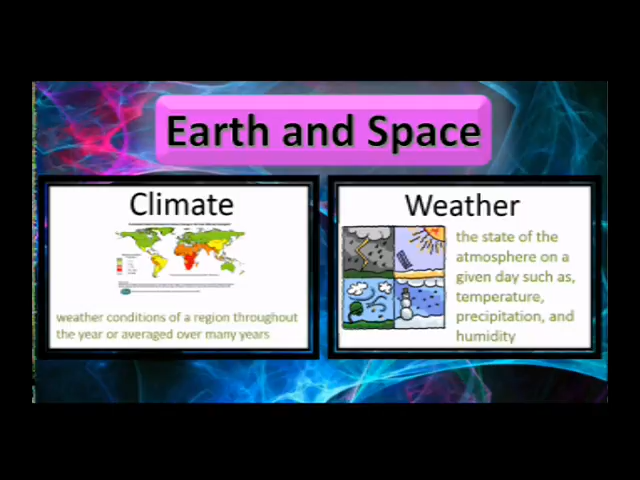 Earth and Space
Climate
weather conditions of a region throughout
the year or averaged over many years
Weather
the state of the
atmosphere on a
given day such as,
temperature,
precipitation, and
humidity